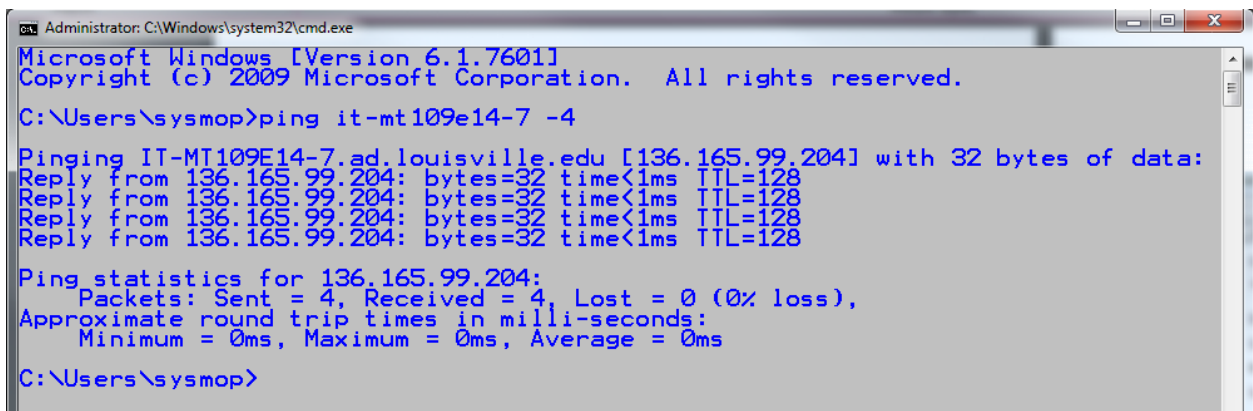 Administrator: C:\Windows\system32\cmd.exe
Microsoft Windows [Version 6.1.7601]
Copyright (c) 2009 Microsoft Corporation.  All rights reserved.
C:\Users\sysmop>ping it-mt109e14-7 -4
Pinging IT-MT109E14-7.ad.louisville.edu [136.165.99.204] with 32 bytes of data:
Reply from 136.165.99.204: bytes=32 time<1ms TTL=128
Reply from 136.165.99.204: bytes=32 time<1ms TTL=128
Reply from 136.165.99.204: bytes=32 time<1ms TTL=128
Reply from 136.165.99.204: bytes=32 time<1ms TTL=128
Ping statistics for 136.165.99.204:
    Packets: Sent = 4, Received = 4, Lost = 0 (0% loss),
Approximate round trip times in milli-seconds:
    Minimum = 0ms, Maximum = 0ms, Average = 0ms
C:\Users\sysmop>